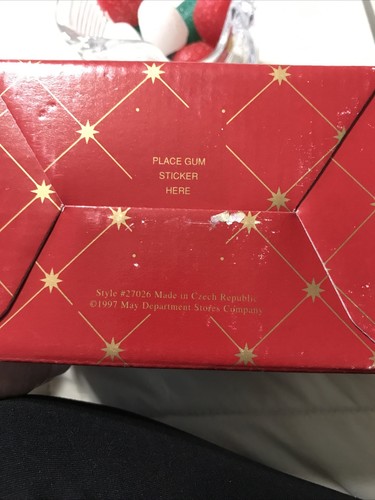 PLACE GUM
STICKER
HERE
Style #27026 Made in Czech Republic
©1997 May Department Stores Company